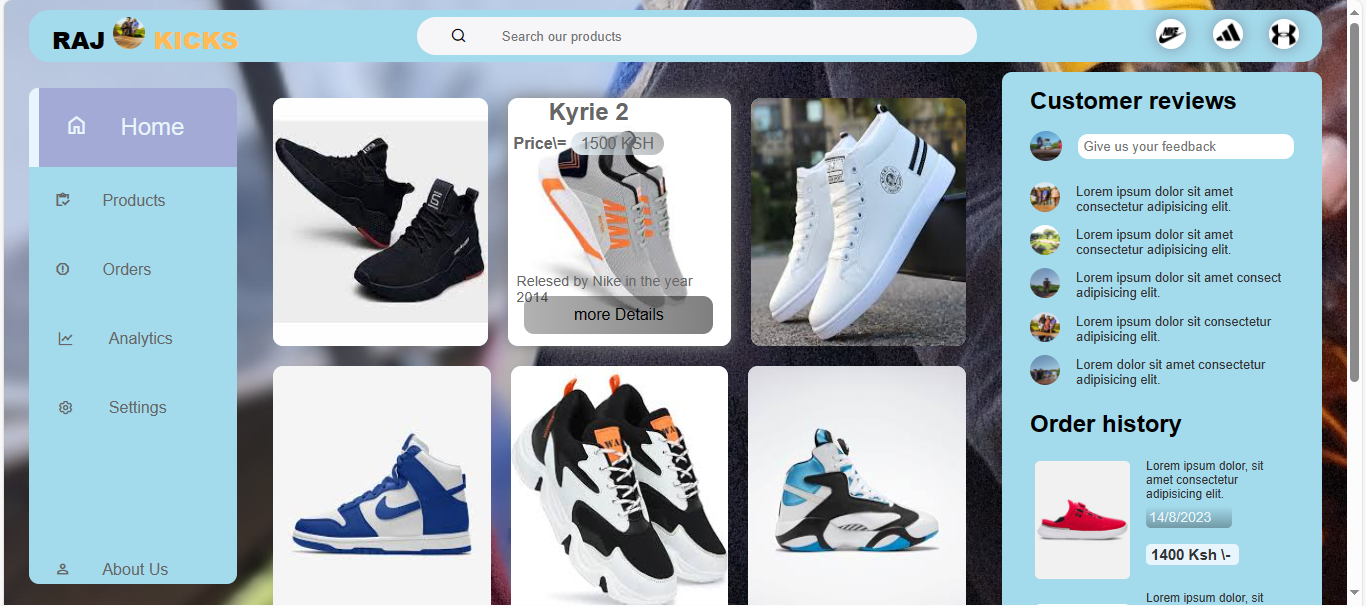 RAJ KICKS
Search our products
Home
Products
Orders
Analytics
Settings
About Us
Kyrie 2
Price\= 1500 KSH
Relesed by Nike in the year
2014
more Details
Customer reviews
Give us your feedback
Lorem ipsum dolor sit amet
consectetur adipisicing elit.
Lorem ipsum dolor sit amet
consectetur adipisicing elit.
Lorem ipsum dolor sit amet consect
adipisicing elit.
Lorem ipsum dolor sit consectetur
adipisicing elit.
Lorem dolor sit amet consectetur
adipisicing elit.
Order history
Lorem ipsum dolor, sit
amet consectetur
adipisicing elit.
14/8/2023
1400 Ksh \-
Lorem ipsum dolor, sit